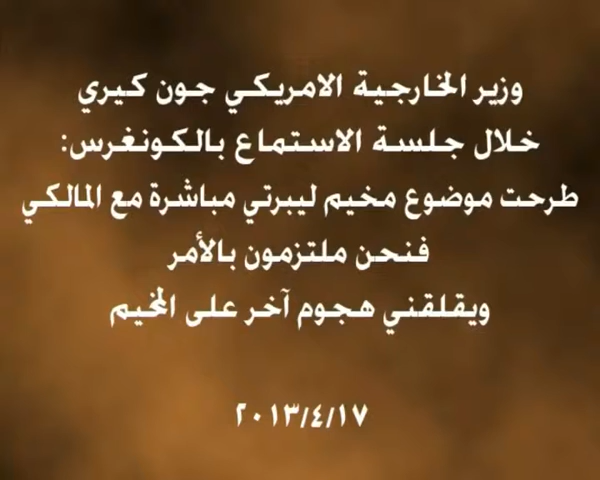 وزير الخارجية الامريكي جون كيري
خلال جلسة الاستماع بالكونغرس:
طرحت موضوع مخيم ليبرتي مباشرة مع المالكي
فنحن ملتزمون بالأمر
ويقلقني هجوم آخر على المخيم
٢٠١٣/٤/١٧